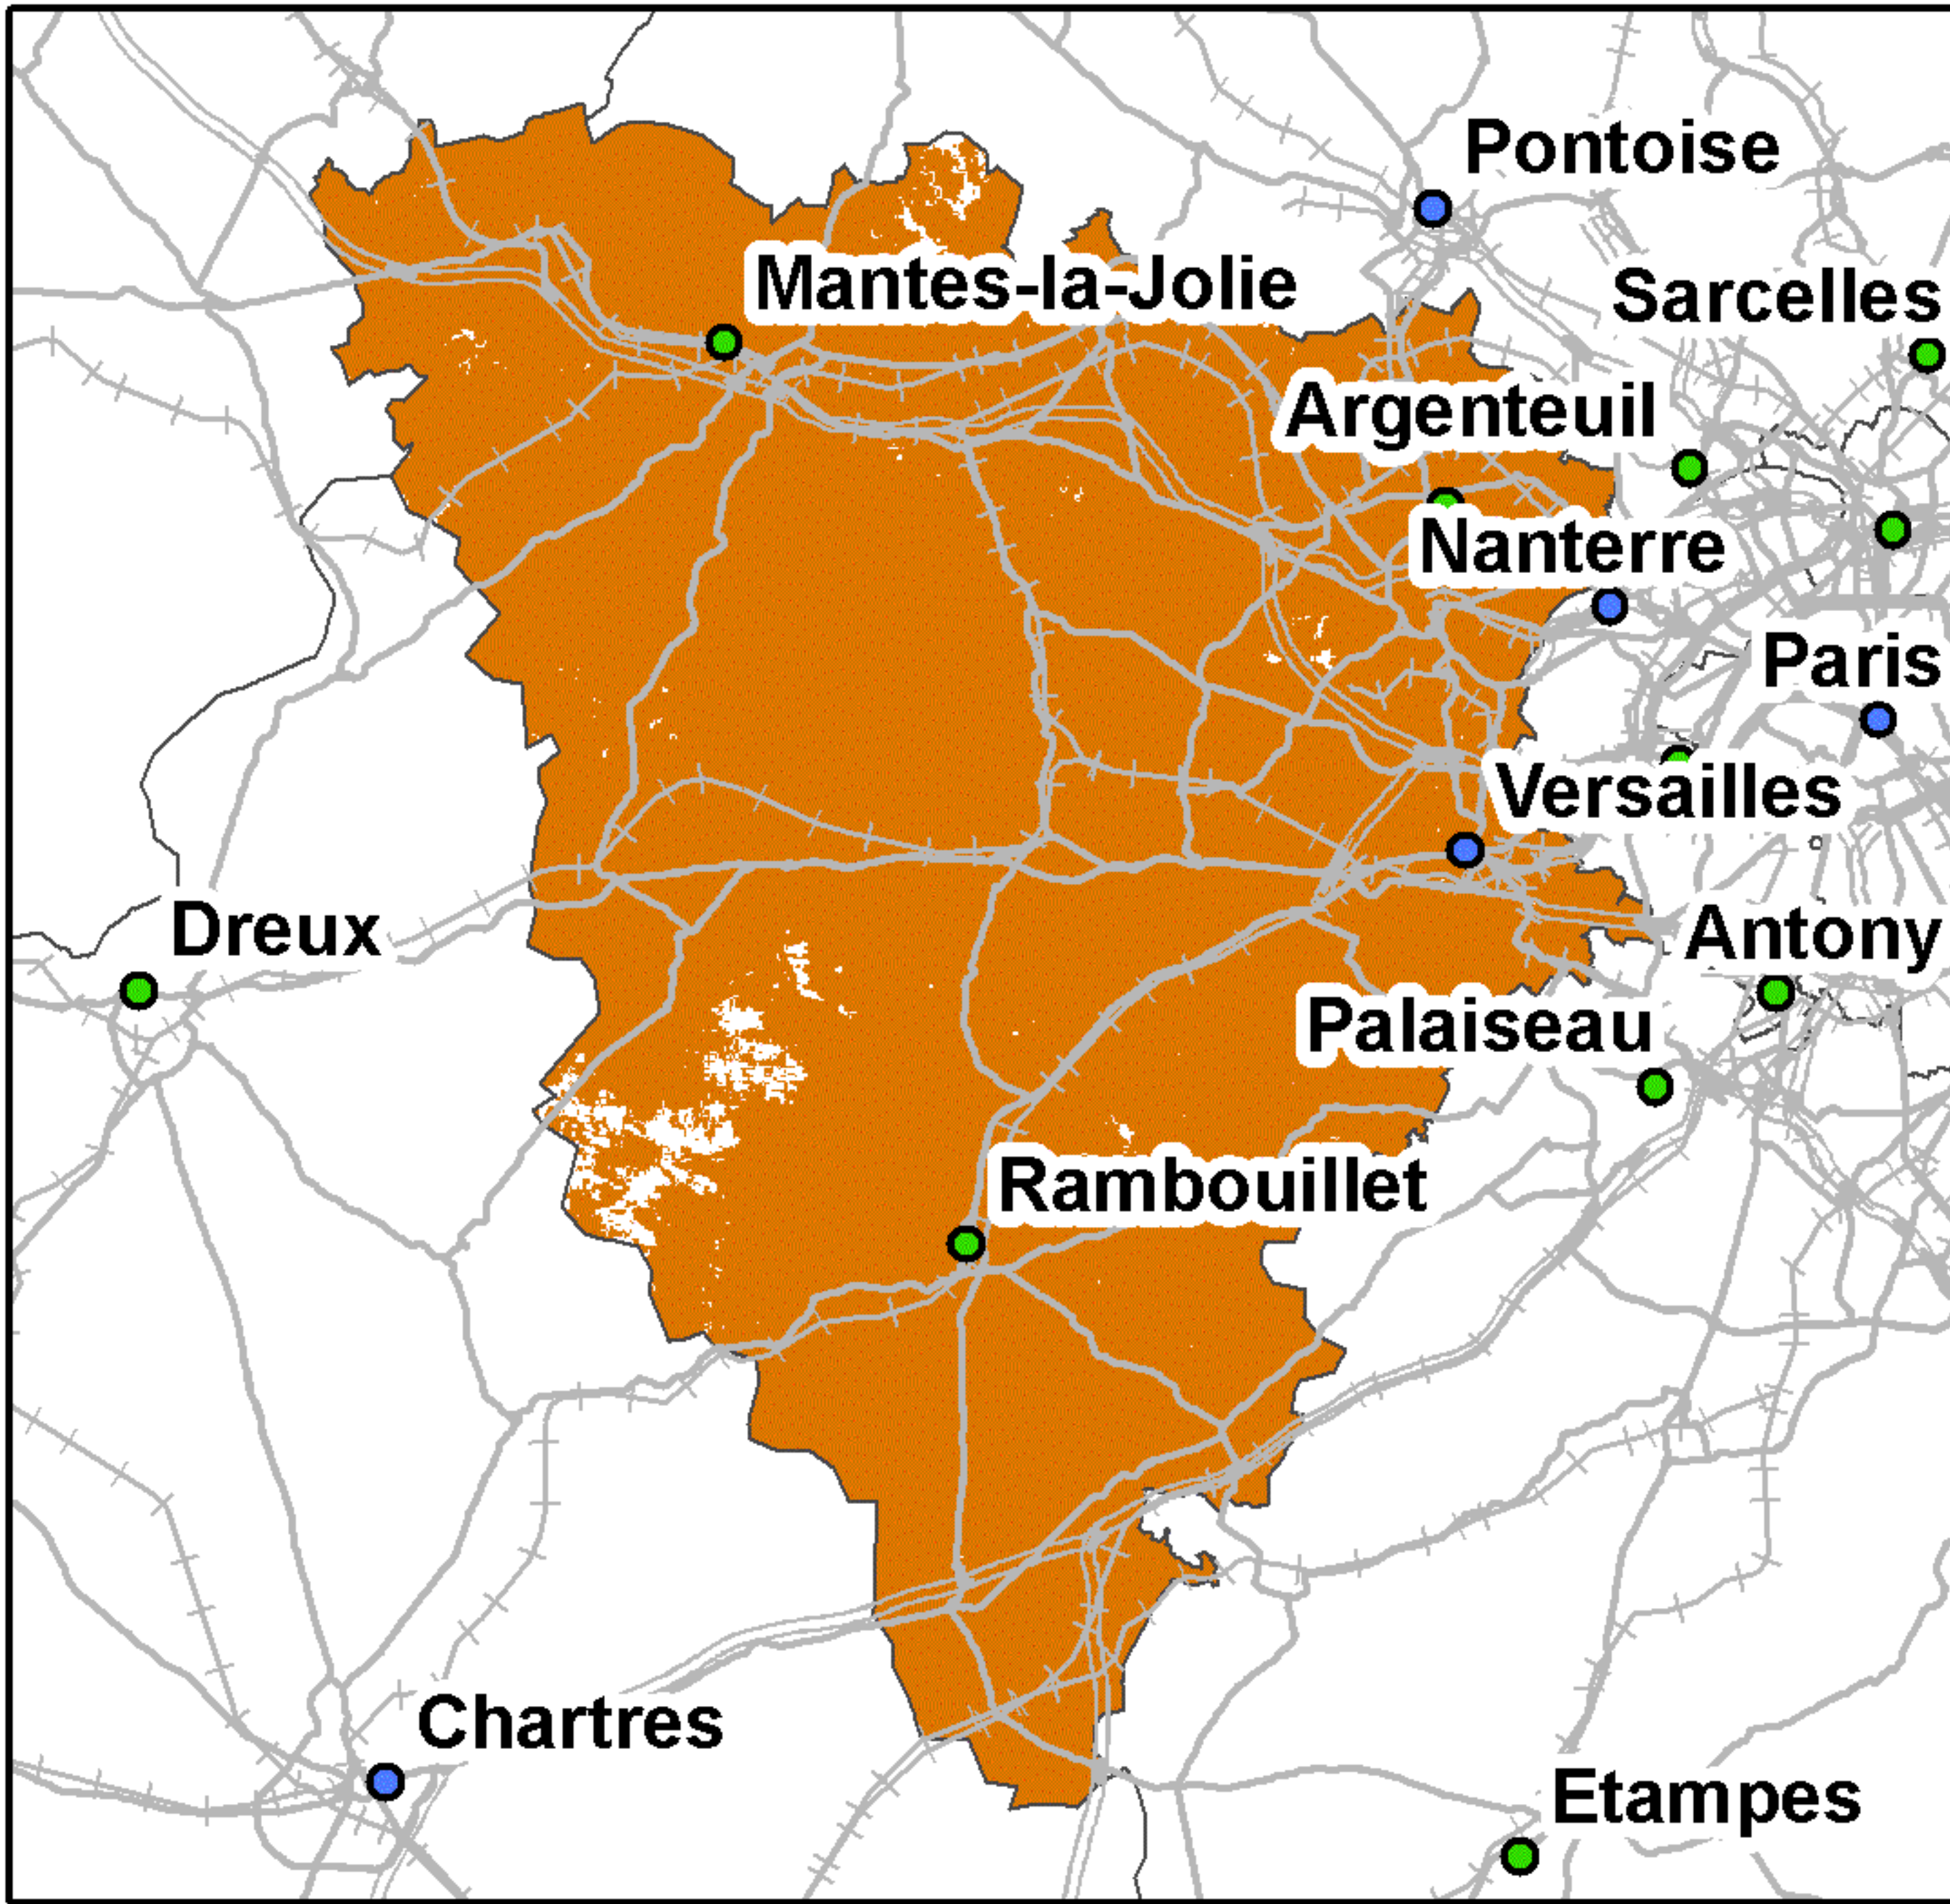 Pontoise
Mantes-la-Jolie
Sarcelles
Argenteuil
Nanterre
Paris
Versailles
Dreux
Antony
Palaiseau
Rambouillet
Chartres
Etampes